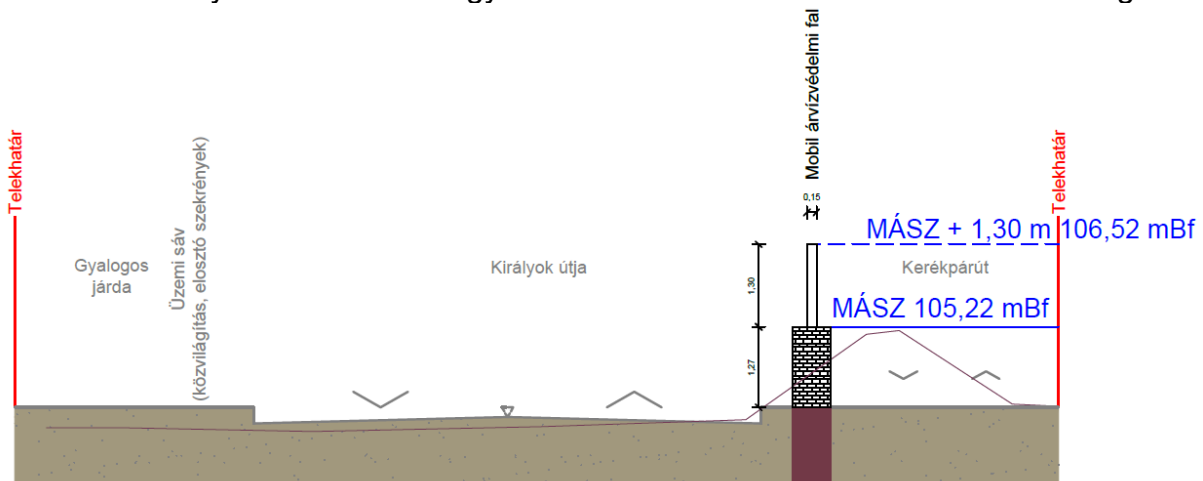 Telekhatár
Gyalogos
járda
Üzemi sáv
(közvilágítás, elosztó szekrények)
Királyok útja
Mobil árvízvédelmi fal
0,15
1,30
1,27
MÁSZ + 1,30 m 106,52 mBf
Kerékpárút
MÁSZ 105,22 mBf
Telekhatár